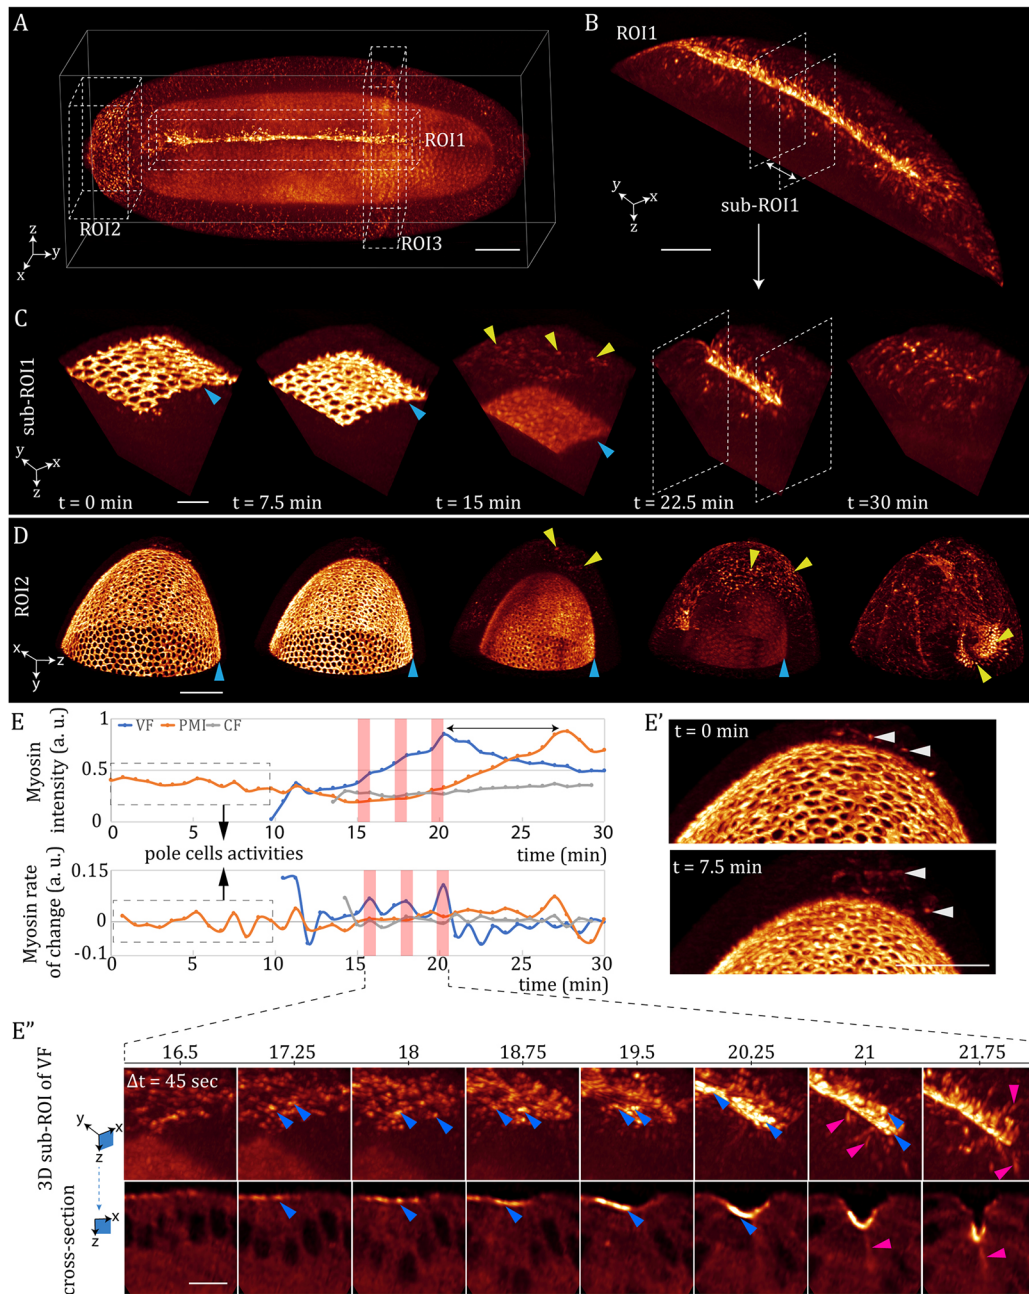 A
ROI1
ROI2
ROI3
z
y
x
B
ROI1
sub-ROI1
y
x
z
C
sub-ROI1
y
x
z
t = 0 min
t = 7.5 min
t = 15 min
t = 22.5 min
t =30 min
D
ROI2
x
z
y
E
VF
PMI
CF
Myosin
intensity (a. u.)
1
0.5
0
0
5
10
15
20
25
30
time (min)
pole cells activities
Myosin rate
of change (a. u.)
0.15
0
-0.1
0
5
10
15
20
25
30
time (min)
E'
t = 0 min
t = 7.5 min
E"
3D sub-ROI of VF
16.5
17.25
18
18.75
19.5
20.25
21
21.75
Δt = 45 sec
y
x
z
cross-section
x
z